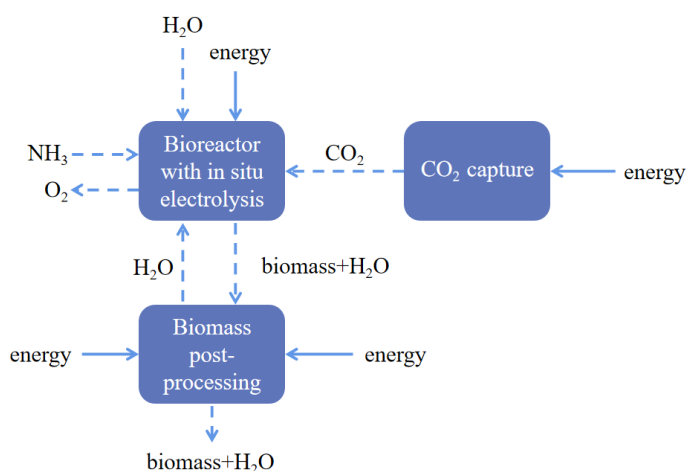 H₂O
energy
NH₃
O₂
Bioreactor
with in situ
electrolysis
CO₂
CO₂ capture
energy
H₂O
biomass+H₂O
energy
Biomass
post-
processing
energy
biomass+H₂O